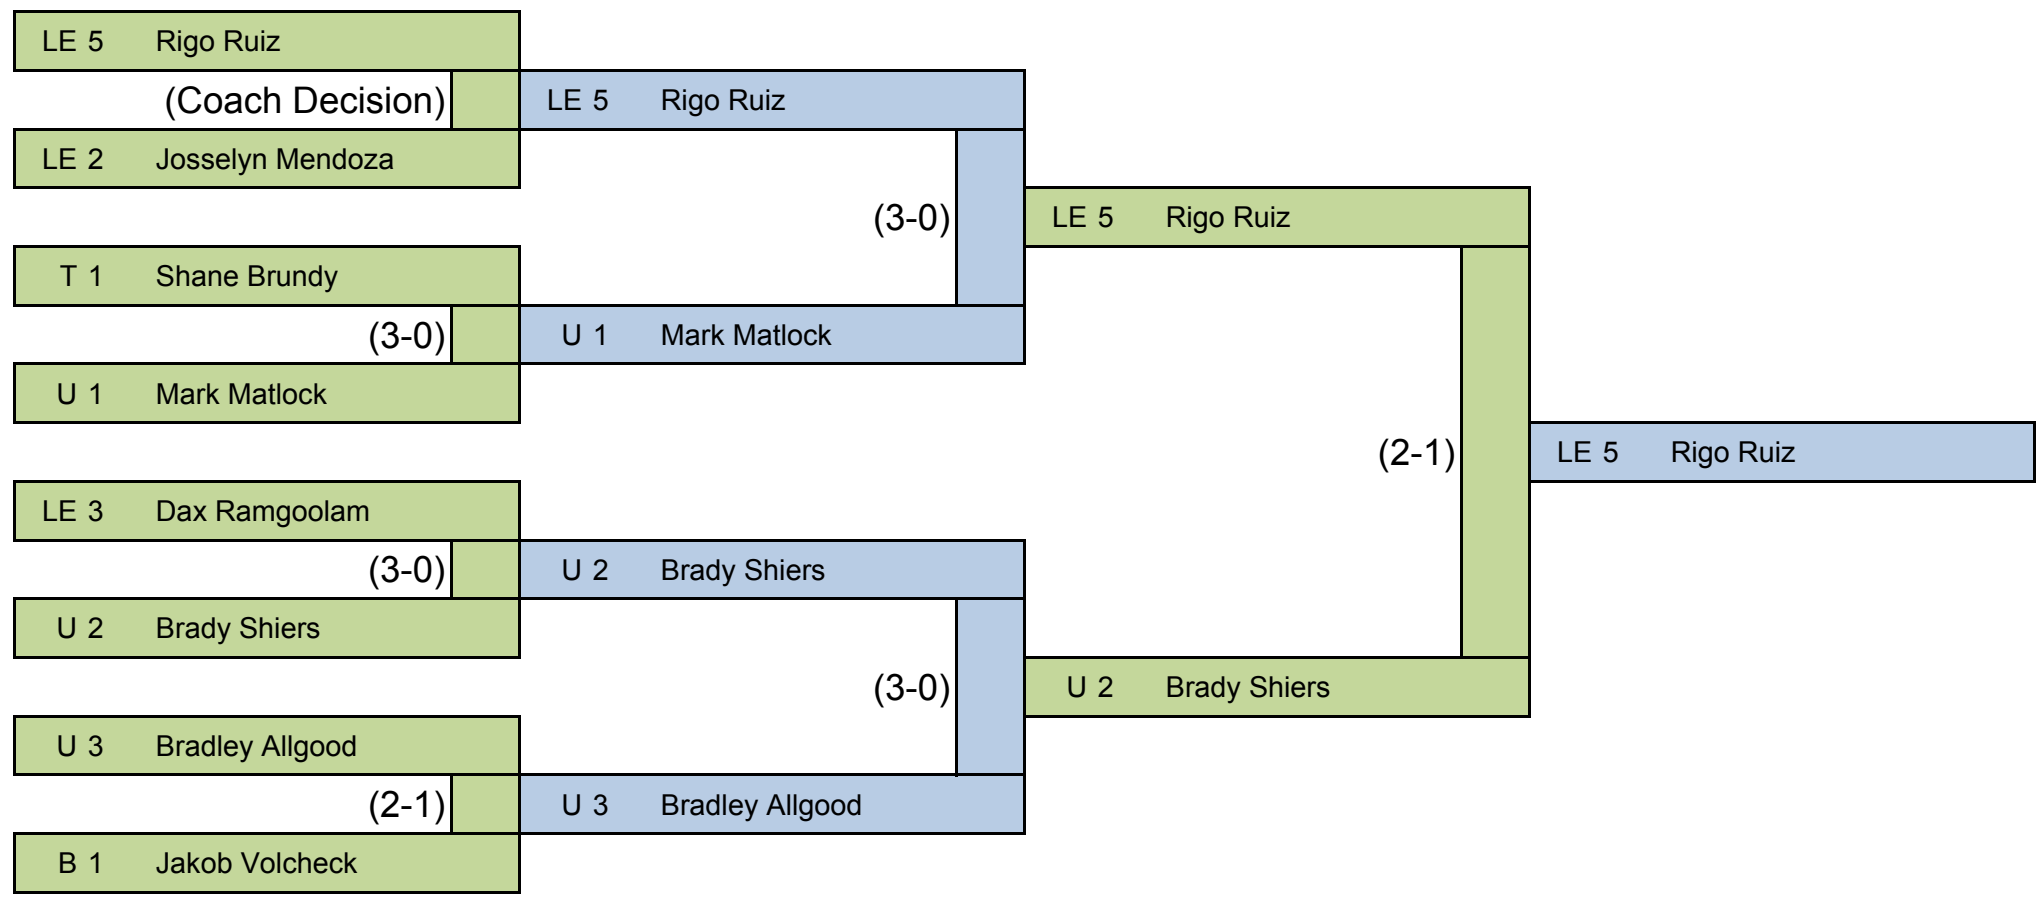 LE 5 Rigo Ruiz
(Coach Decision)
LE 5 Rigo Ruiz
LE 2 Josselyn Mendoza
(3-0)
LE 5 Rigo Ruiz
T 1 Shane Brundy
(3-0)
U 1 Mark Matlock
U 1 Mark Matlock
(2-1)
LE 5 Rigo Ruiz
LE 3 Dax Ramgoolam
(3-0)
U 2 Brady Shiers
U 2 Brady Shiers
(3-0)
U 2 Brady Shiers
U 3 Bradley Allgood
(2-1)
U 3 Bradley Allgood
B 1 Jakob Volcheck